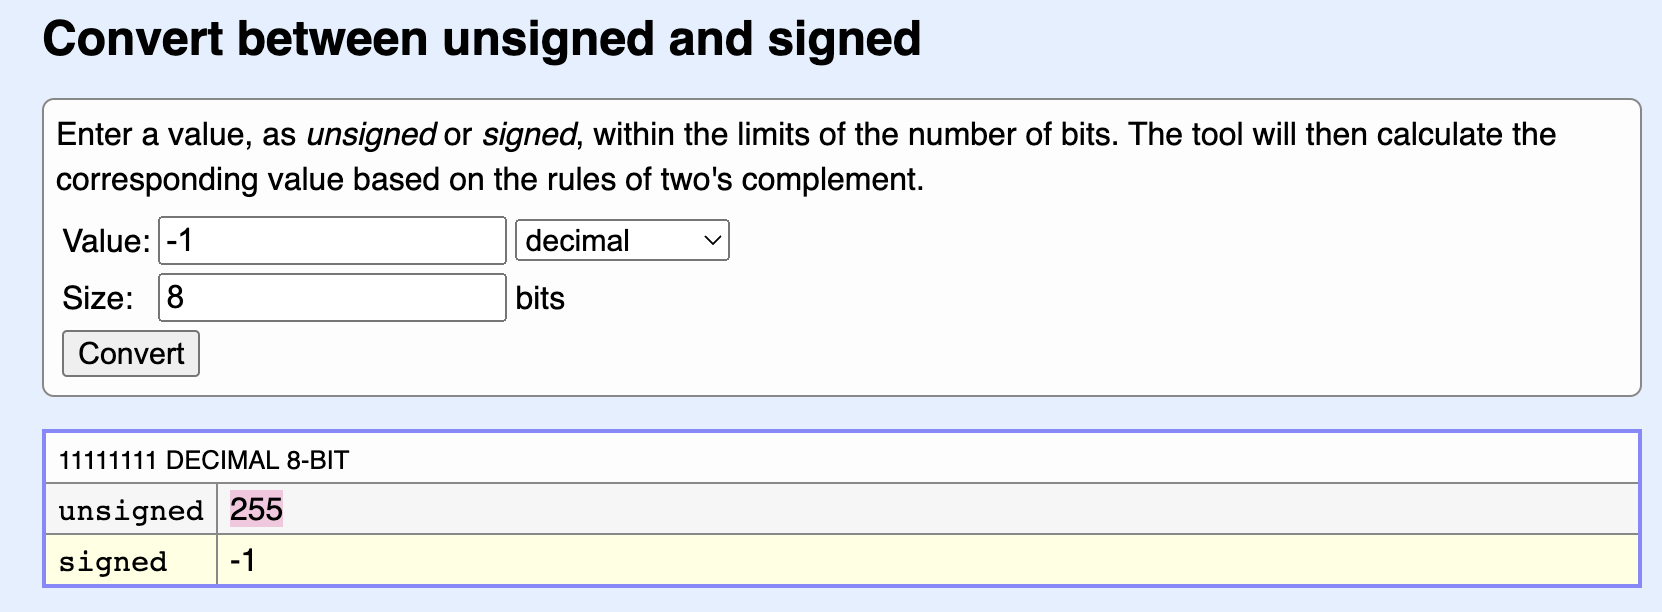 Convert between unsigned and signed
Enter a value, as unsigned or signed, within the limits of the number of bits. The tool will then calculate the
corresponding value based on the rules of two's complement.
Value: -1 decimal
Size: 8 bits
Convert
11111111 DECIMAL 8-BIT
unsigned 255
signed -1